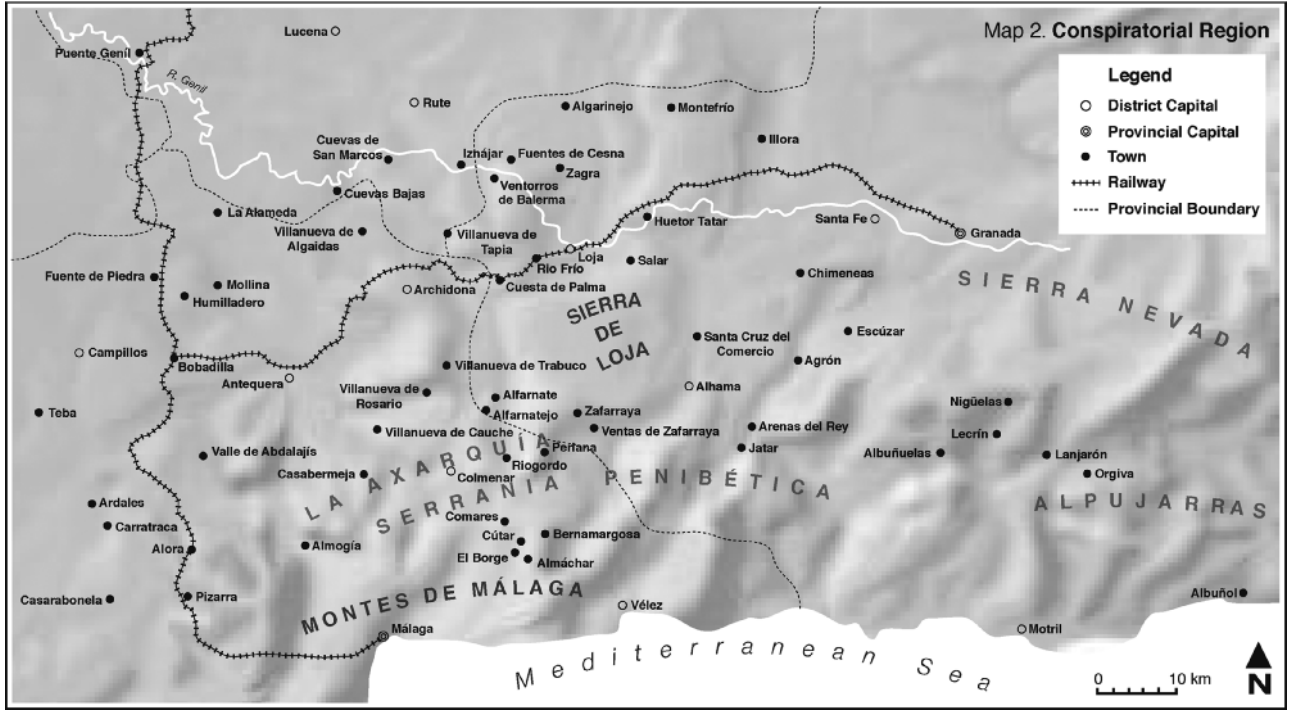 Map 2. Conspiratorial Region
Legend
District Capital
Provincial Capital
Town
Railway
Provincial Boundary
Lucena
Puente Genil
R. Genil
Rute
Algarinejo
Montefrío
Illora
Cuevas de
San Marcos
Iznájar
Fuentes de Cesna
Zagra
Ventorros
de Balerma
Cuevas Bajas
La Alameda
Villanueva de
Algaidas
Villanueva de
Tapia
Huetor Tatar
Santa Fe
Granada
Loja
Rio Frío
Salar
Chimeneas
Fuente de Piedra
Mollina
Humilladero
Archidona
Cuesta de Palma
SIERRA NEVADA
SIERRA
DE
LOJA
Campillos
Bobadilla
Antequera
Santa Cruz del
Comercio
Escúzar
Agrón
Villanueva de Trabuco
Villanueva de
Rosario
Alhama
Alfarnate
Alfarnatejo
Zafarraya
Ventas de Zafarraya
Nigüelas
Teba
Villanueva de Cauche
Arenas del Rey
Jatar
Lecrín
Albuñuelas
Lanjarón
Orgiva
Valle de Abdalajís
Casabermeja
Periana
Riogordo
Colmenar
LA AXARQUÍA
SERRANIA PENIBÉTICA
ALPUJARRAS
Ardales
Carratraca
Alora
Almogía
Comares
Cútar
Bernamargosa
El Borge
Almáchar
Casarabonela
Pizarra
MONTES DE MÁLAGA
Vélez
Albuñol
Málaga
Motril
Mediterranean Sea
0 10 km
N